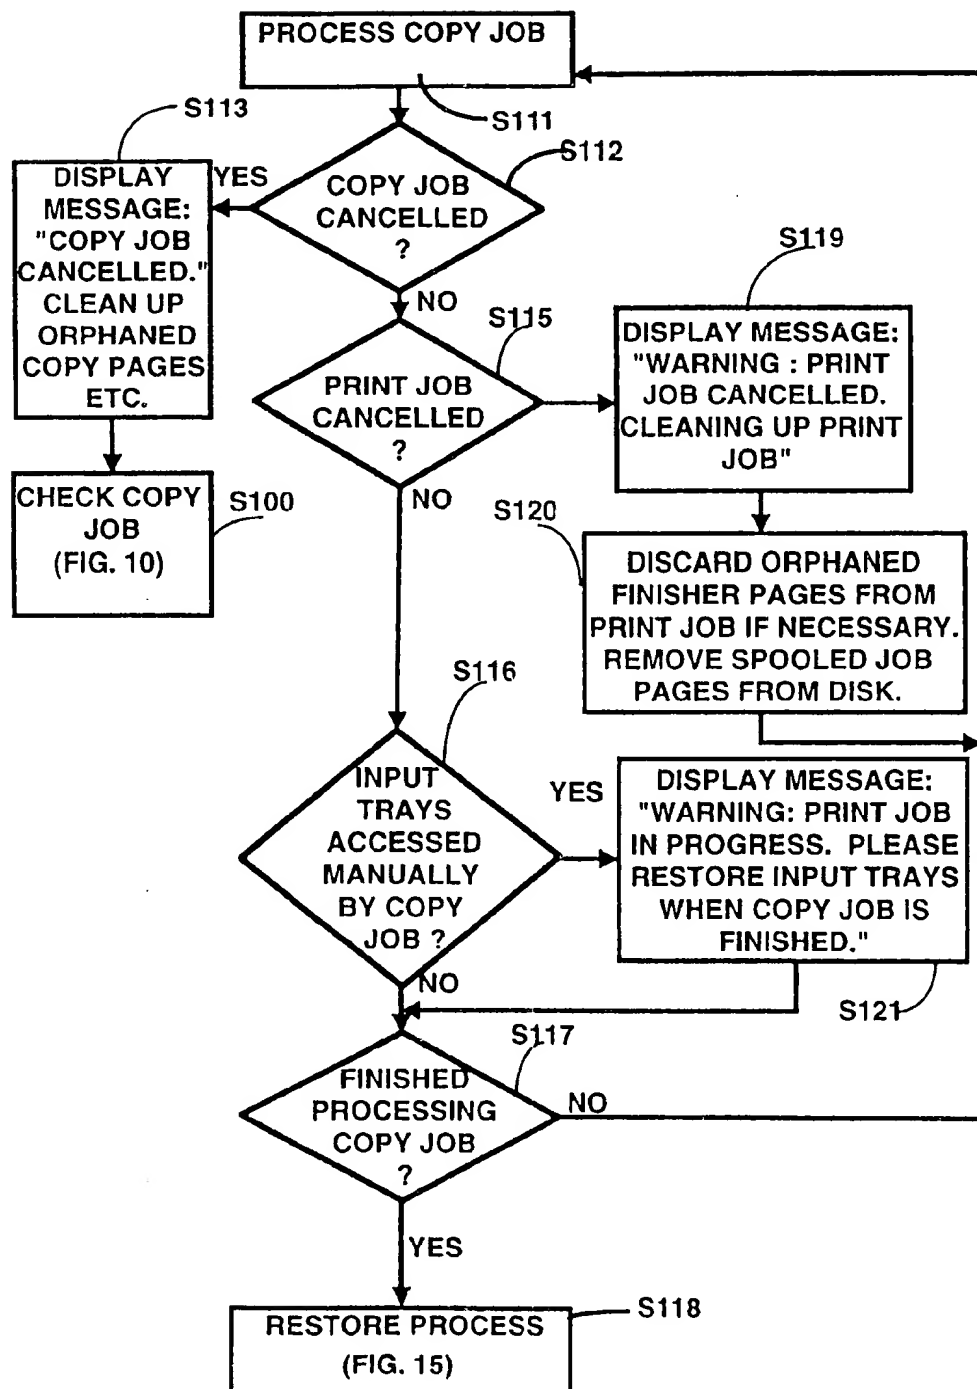 PROCESS COPY JOB
S111
S113
S112
DISPLAY
MESSAGE:
"COPY JOB
CANCELLED."
CLEAN UP
ORPHANED
COPY PAGES
ETC.
YES
COPY JOB
CANCELLED
?
NO
S115
S119
PRINT JOB
CANCELLED
?
NO
DISPLAY MESSAGE:
"WARNING : PRINT
JOB CANCELLED.
CLEANING UP PRINT
JOB"
CHECK COPY
JOB
(FIG. 10)
S100
S120
DISCARD ORPHANED
FINISHER PAGES FROM
PRINT JOB IF NECESSARY.
REMOVE SPOOLED JOB
PAGES FROM DISK.
S116
INPUT
TRAYS
ACCESSED
MANUALLY
BY COPY
JOB ?
YES
NO
DISPLAY MESSAGE:
"WARNING: PRINT JOB
IN PROGRESS. PLEASE
RESTORE INPUT TRAYS
WHEN COPY JOB IS
FINISHED."
S121
S117
FINISHED
PROCESSING
COPY JOB
?
NO
YES
RESTORE PROCESS
(FIG. 15)
S118